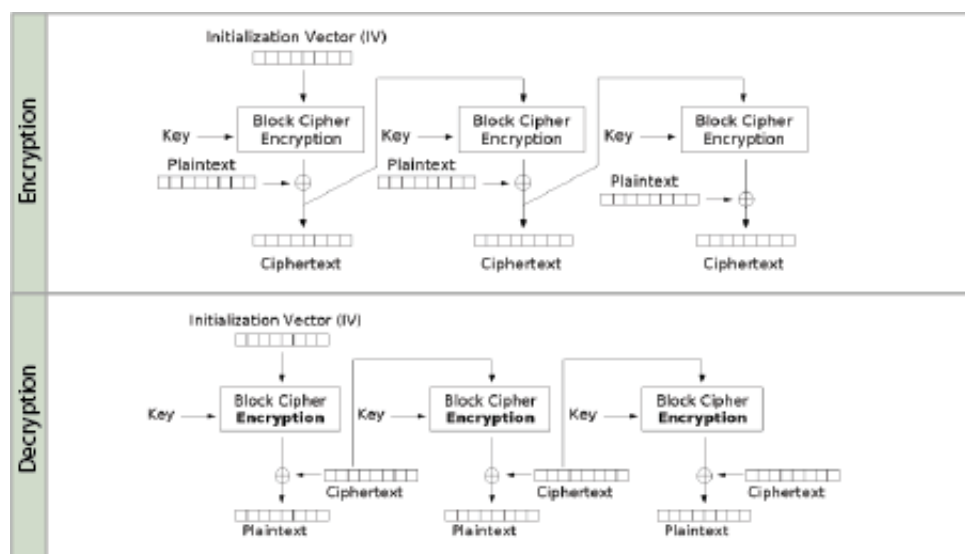 Encryption
Initialization Vector (IV)
Block Cipher
Encryption
Block Cipher
Encryption
Block Cipher
Encryption
Key
Key
Key
Plaintext
Plaintext
Plaintext
Ciphertext
Ciphertext
Ciphertext
Decryption
Initialization Vector (IV)
Block Cipher
Encryption
Block Cipher
Encryption
Block Cipher
Encryption
Key
Key
Key
Ciphertext
Ciphertext
Ciphertext
Plaintext
Plaintext
Plaintext